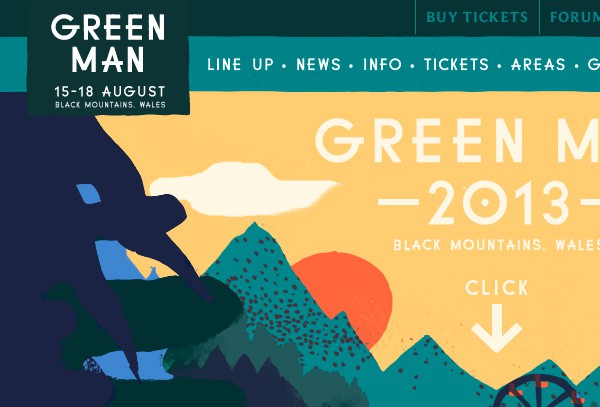 BUY TICKETS
FORUM
GREEN
MAN
15-18 AUGUST
BLACK MOUNTAINS, WALES
LINE UP • NEWS • INFO • TICKETS • AREAS • G
GREEN M
—2013—
BLACK MOUNTAINS, WALES
CLICK